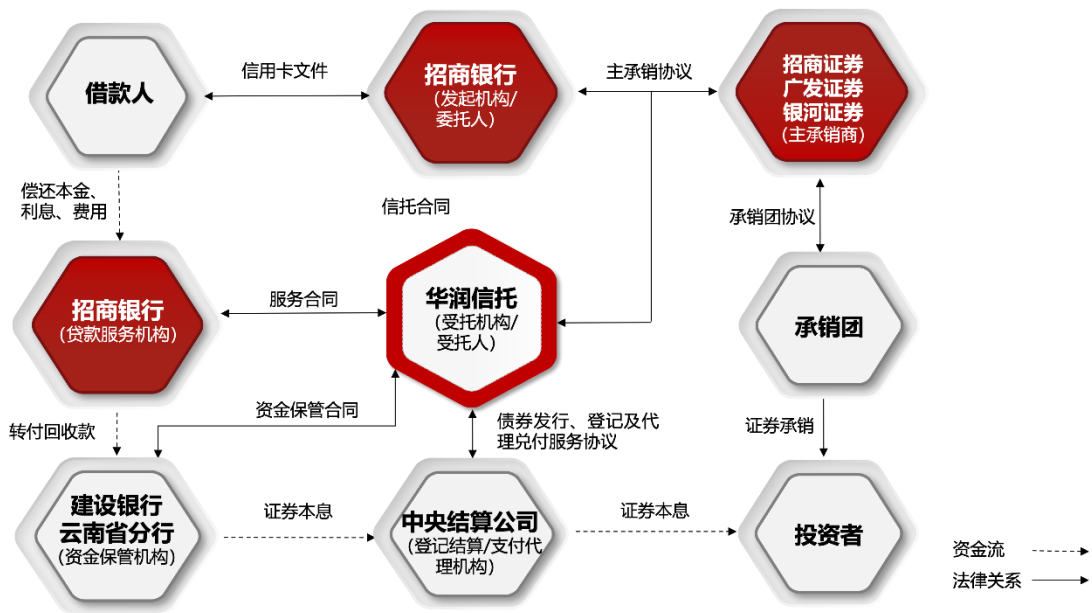 借款人
信用卡文件
招商银行
(发起机构/
委托人)
主承销协议
招商证券
广发证券
银河证券
(主承销商)
偿还本金、
利息、费用
信托合同
承销团协议
招商银行
(贷款服务机构)
服务合同
华润信托
(受托机构/
受托人)
承销团
转付回收款
资金保管合同
债券发行、登记及代
理兑付服务协议
证券承销
建设银行
云南省分行
(资金保管机构)
证券本息
中央结算公司
(登记结算/支付代
理机构)
证券本息
投资者
资金流
法律关系